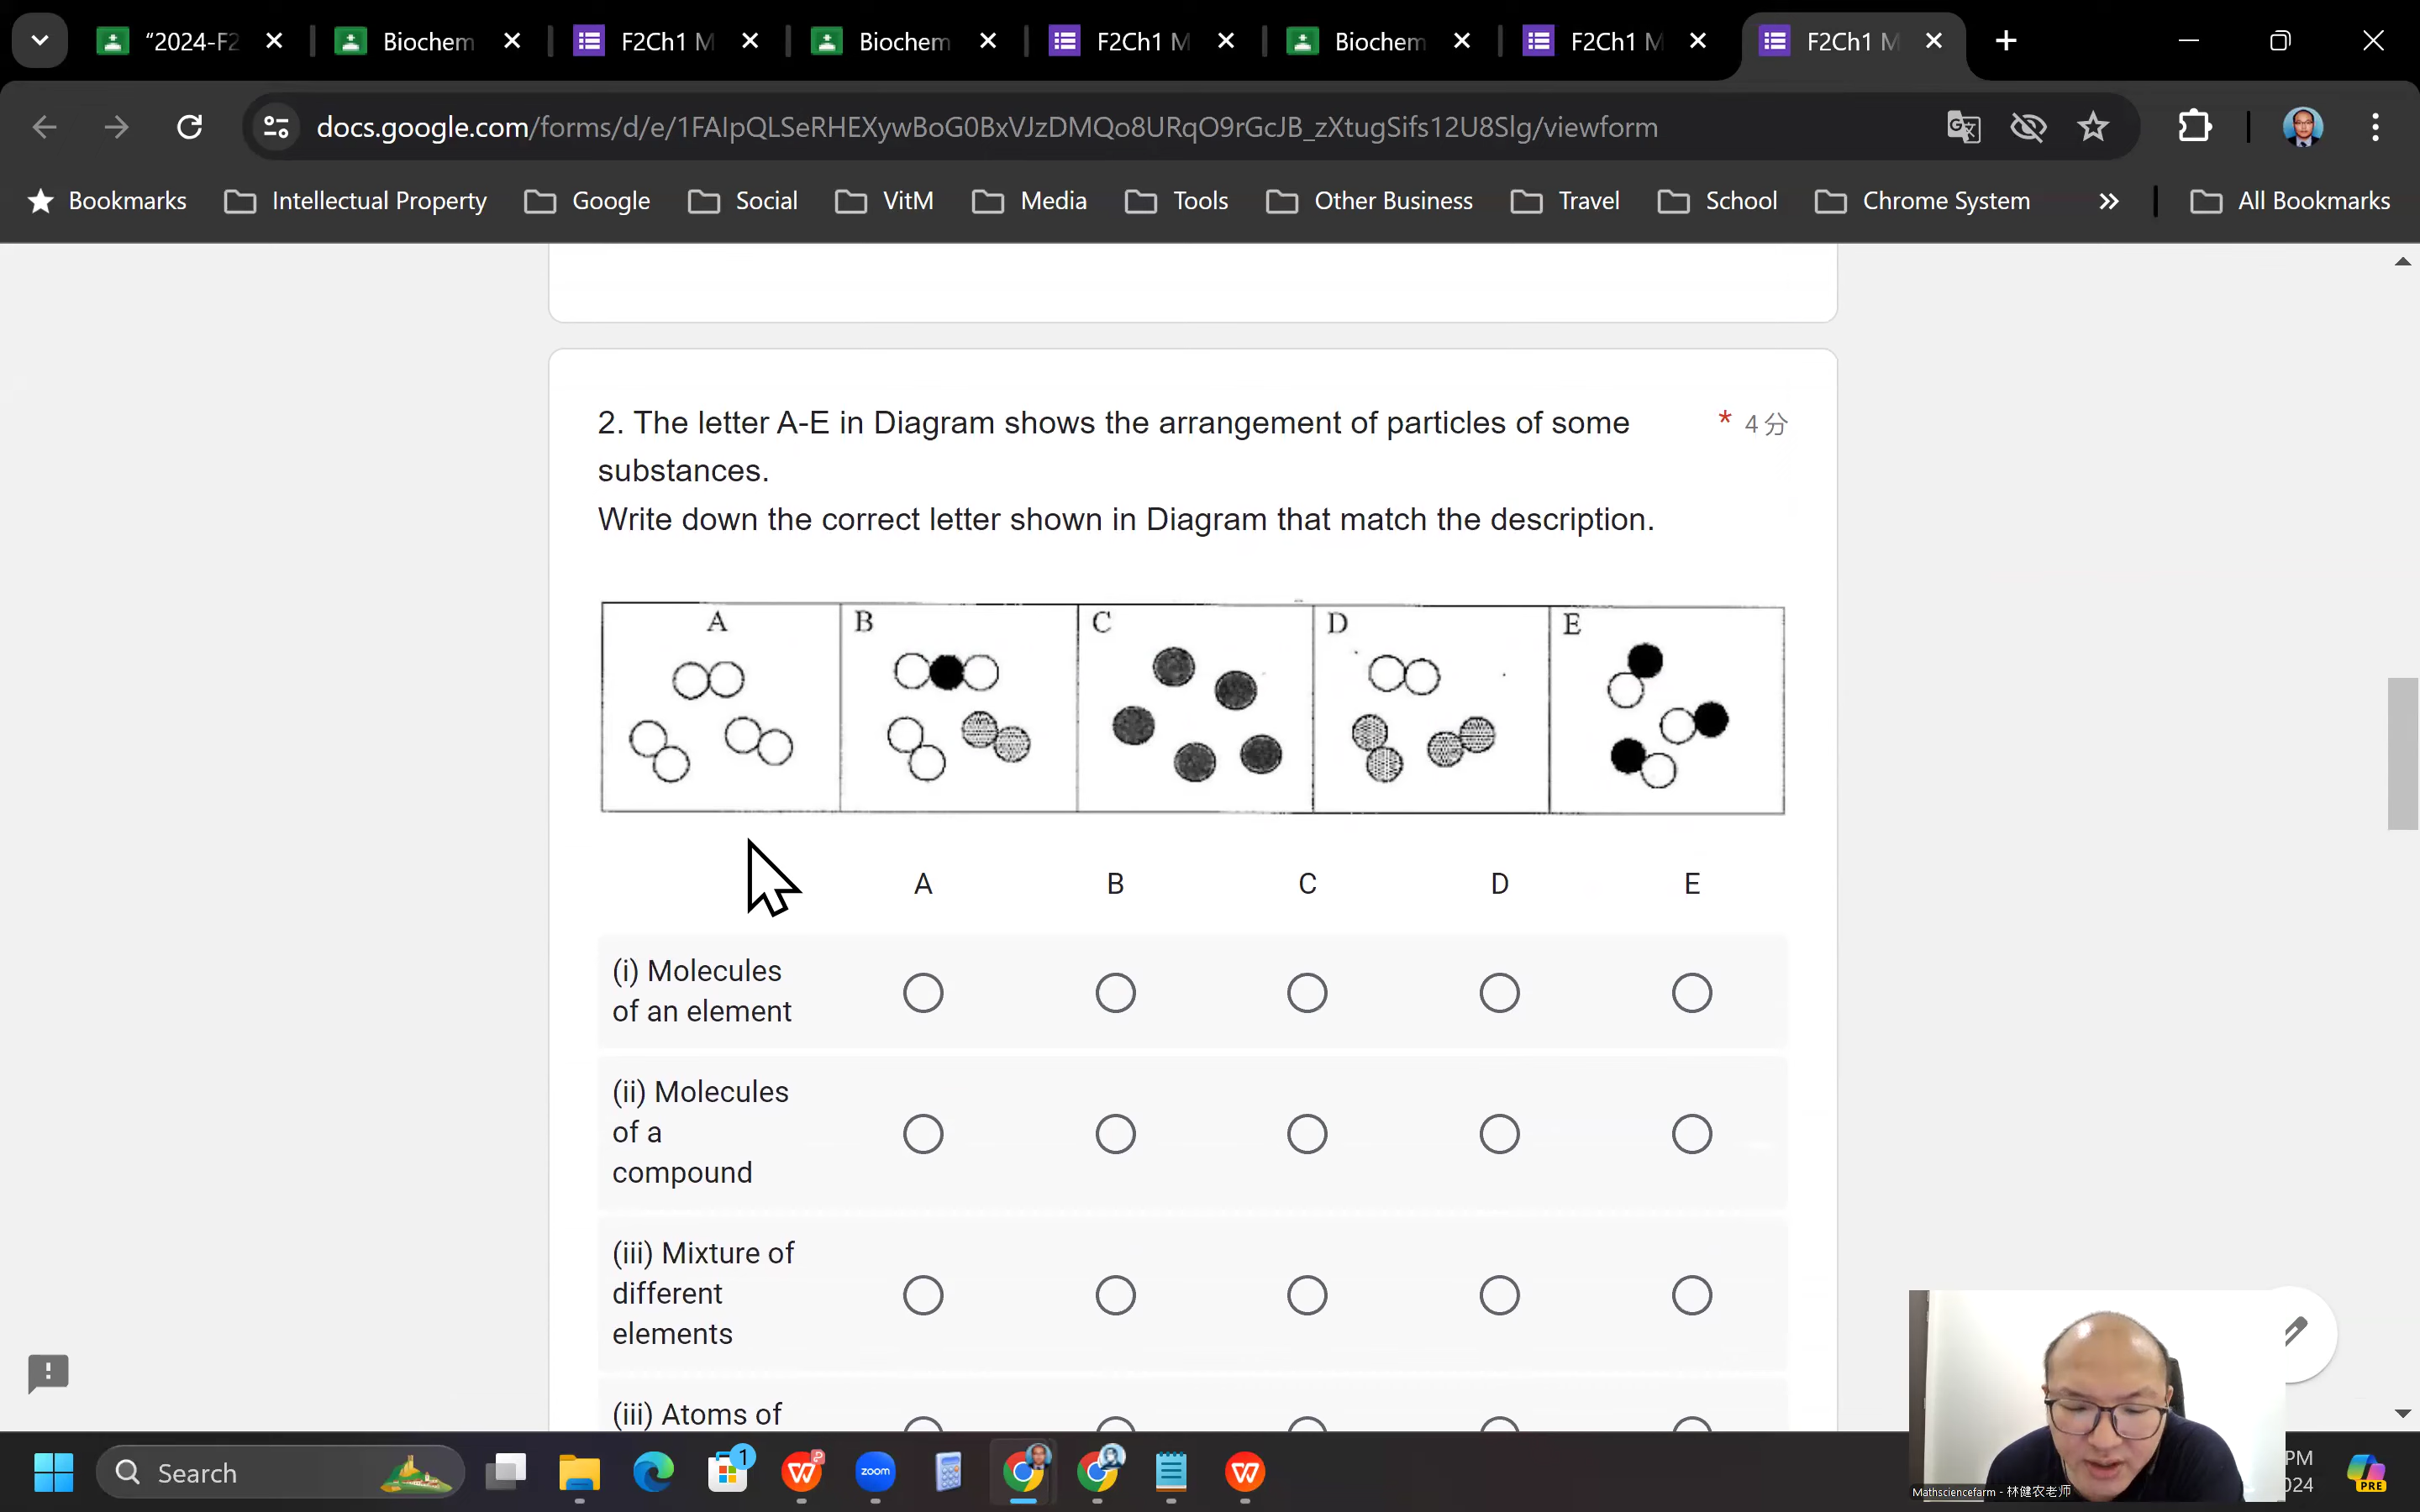 "2024-F2
Biochem
F2Ch1 M
Biochem
F2Ch1 M
Biochem
F2Ch1 M
F2Ch1 M
docs.google.com/forms/d/e/1FAIpQLSeRHEXywBoG0BxVJzDMQo8URqO9rGcJB_zXtugSifs12U8Slg/viewform
Bookmarks
Intellectual Property
Google
Social
VitM
Media
Tools
Other Business
Travel
School
Chrome System
All Bookmarks
2. The letter A-E in Diagram shows the arrangement of particles of some
substances.
Write down the correct letter shown in Diagram that match the description.
* 4 分
A
B
C
D
E
A
B
C
D
E
(i) Molecules
of an element
(ii) Molecules
of a
compound
(iii) Mixture of
different
elements
(iii) Atoms of
Search
1
zoom
PM
024
PRE
Mathsciencefarm - 林健农老师